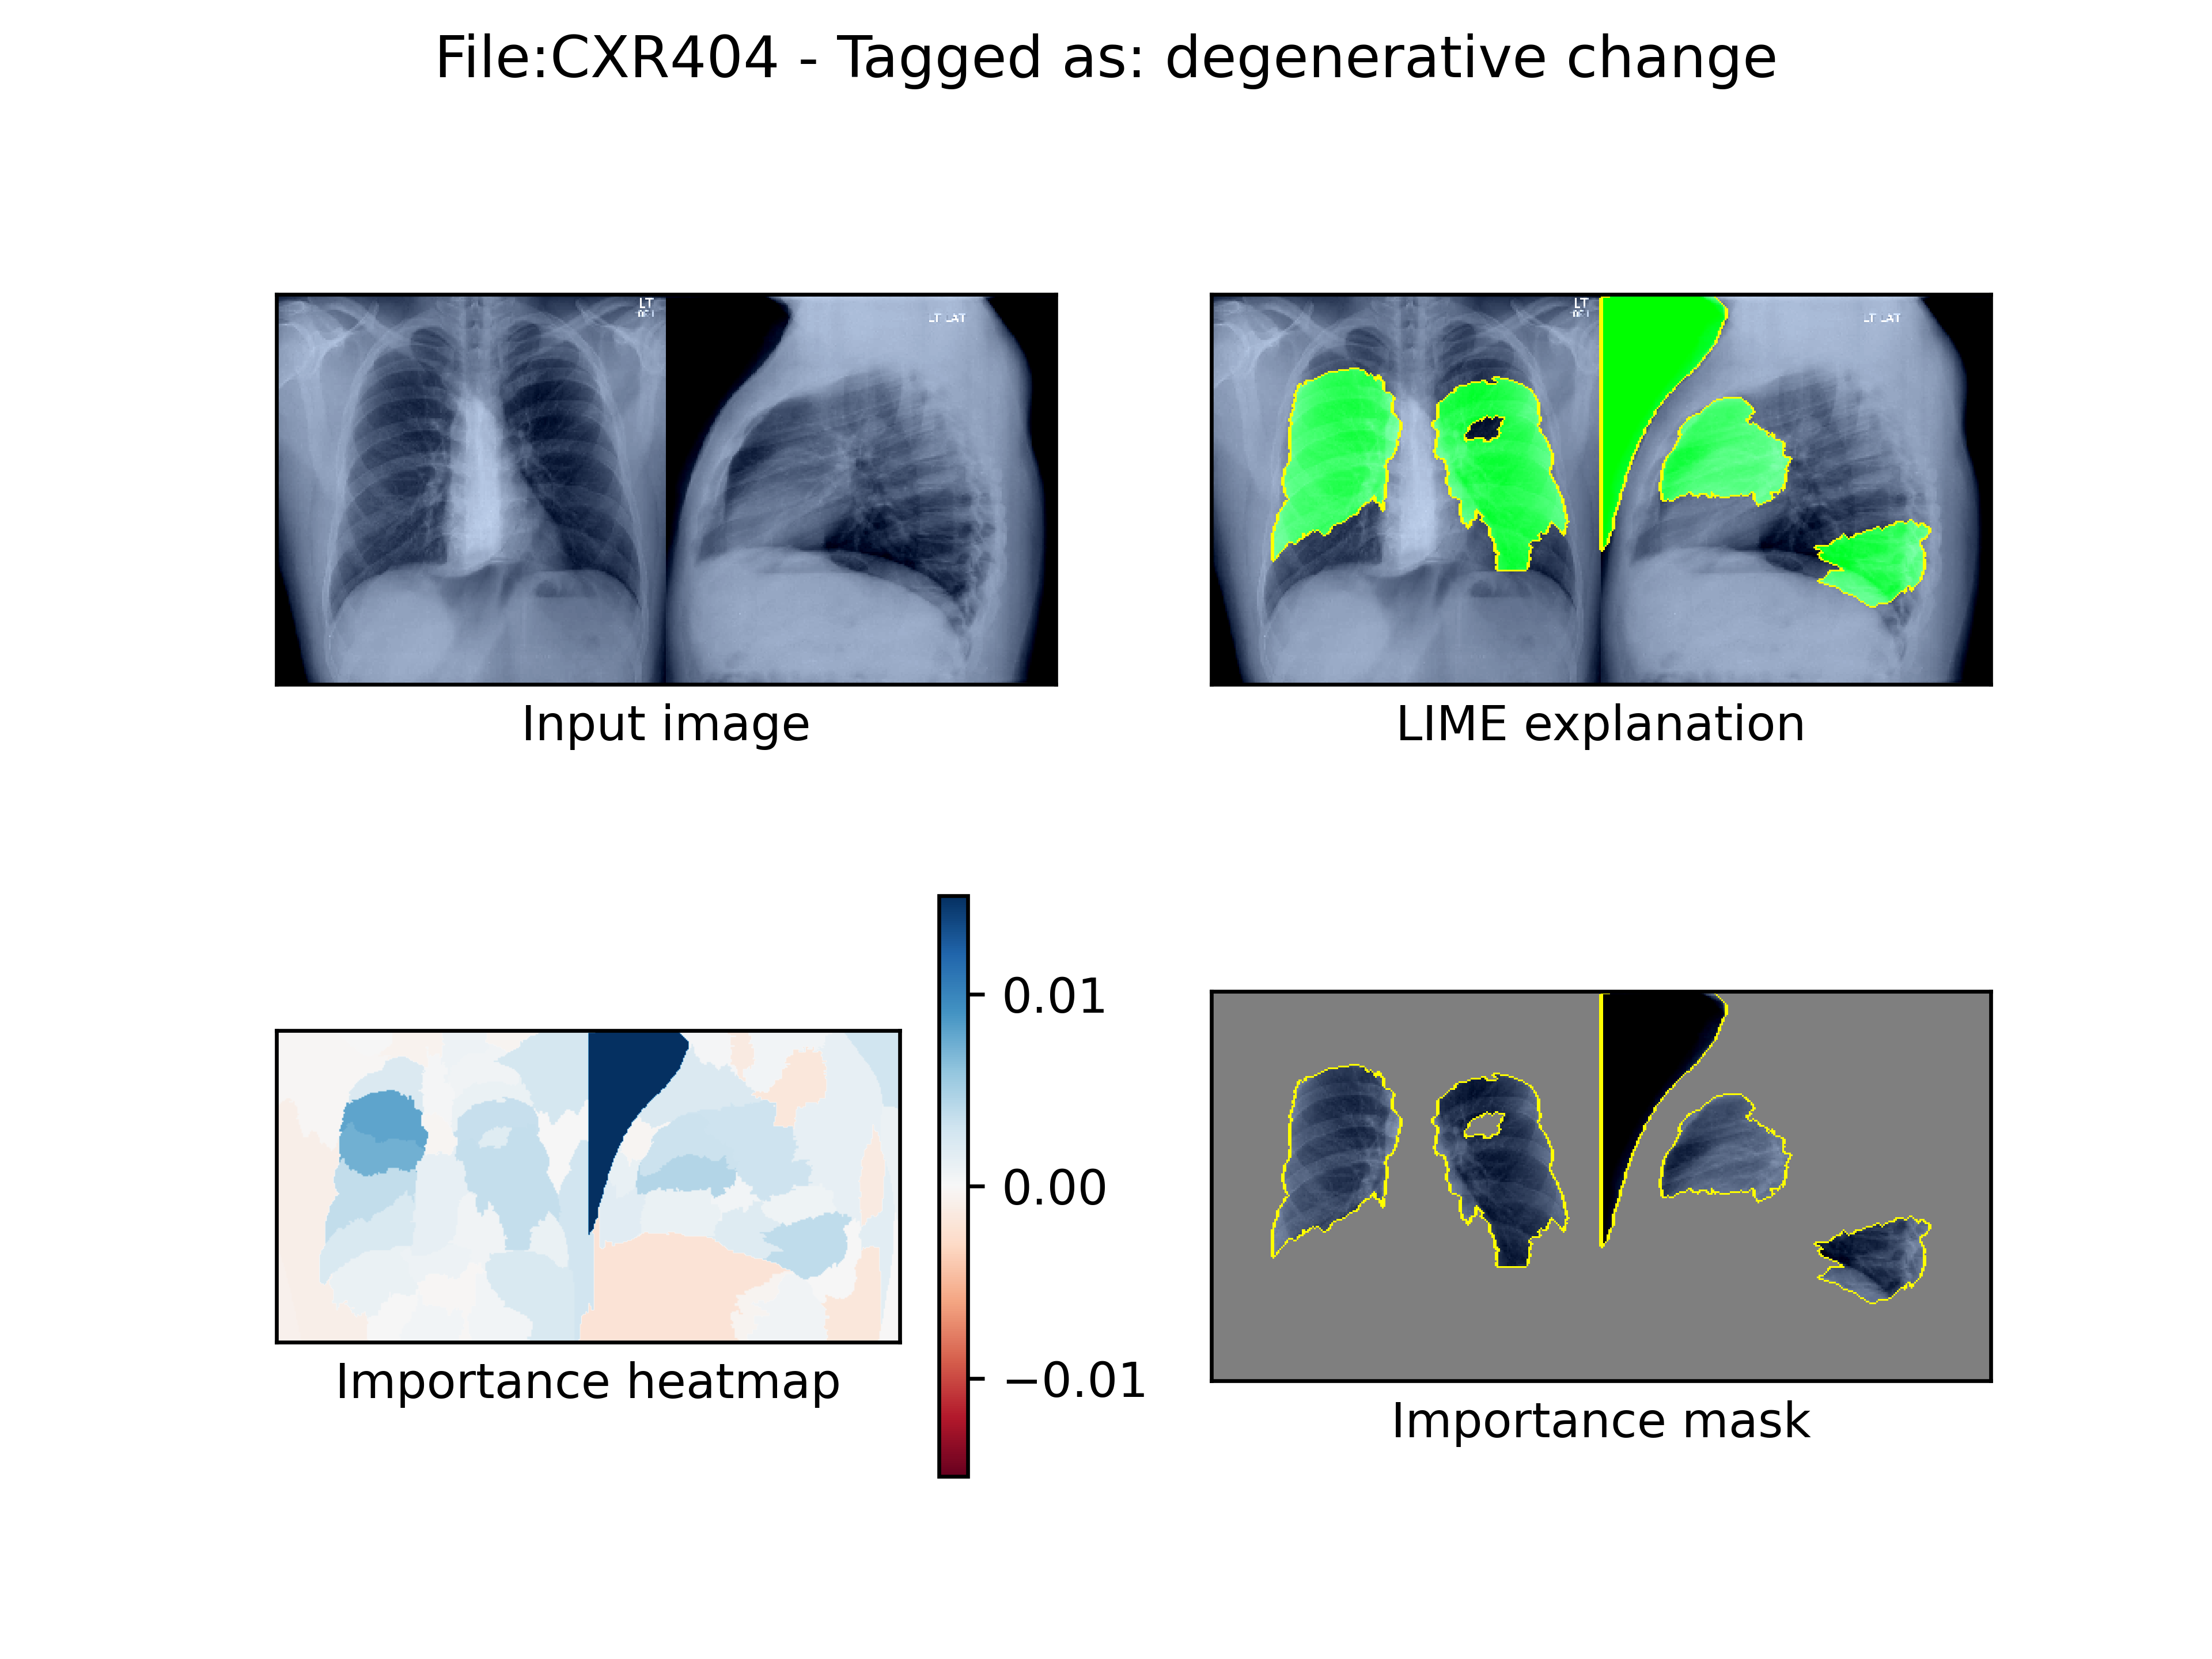 File:CXR404 - Tagged as: degenerative change
LT
LT LAT
LT
LT LAT
Input image
LIME explanation
0.01
0.00
−0.01
Importance heatmap
Importance mask